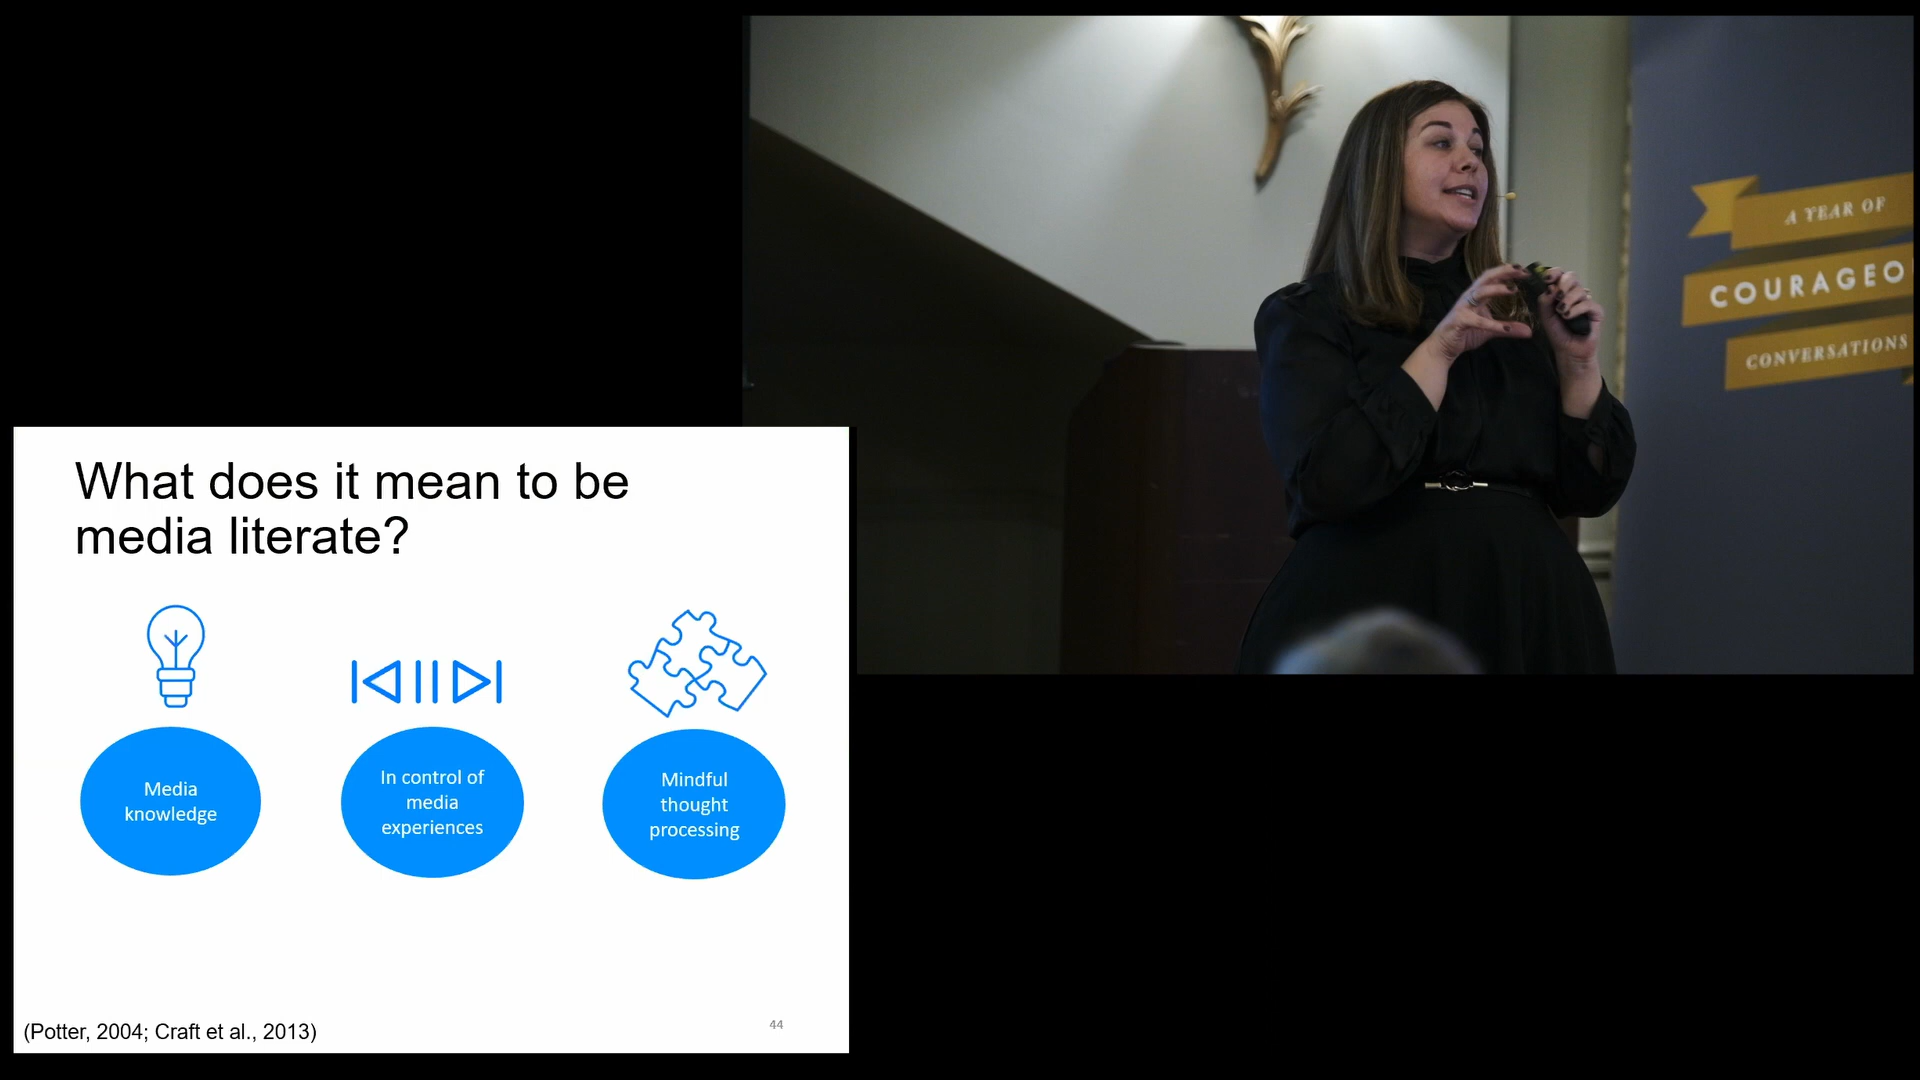 What does it mean to be
media literate?
Media
knowledge
In control of
media
experiences
Mindful
thought
processing
(Potter, 2004; Craft et al., 2013)
44
A YEAR OF
COURAGEO
CONVERSATIONS